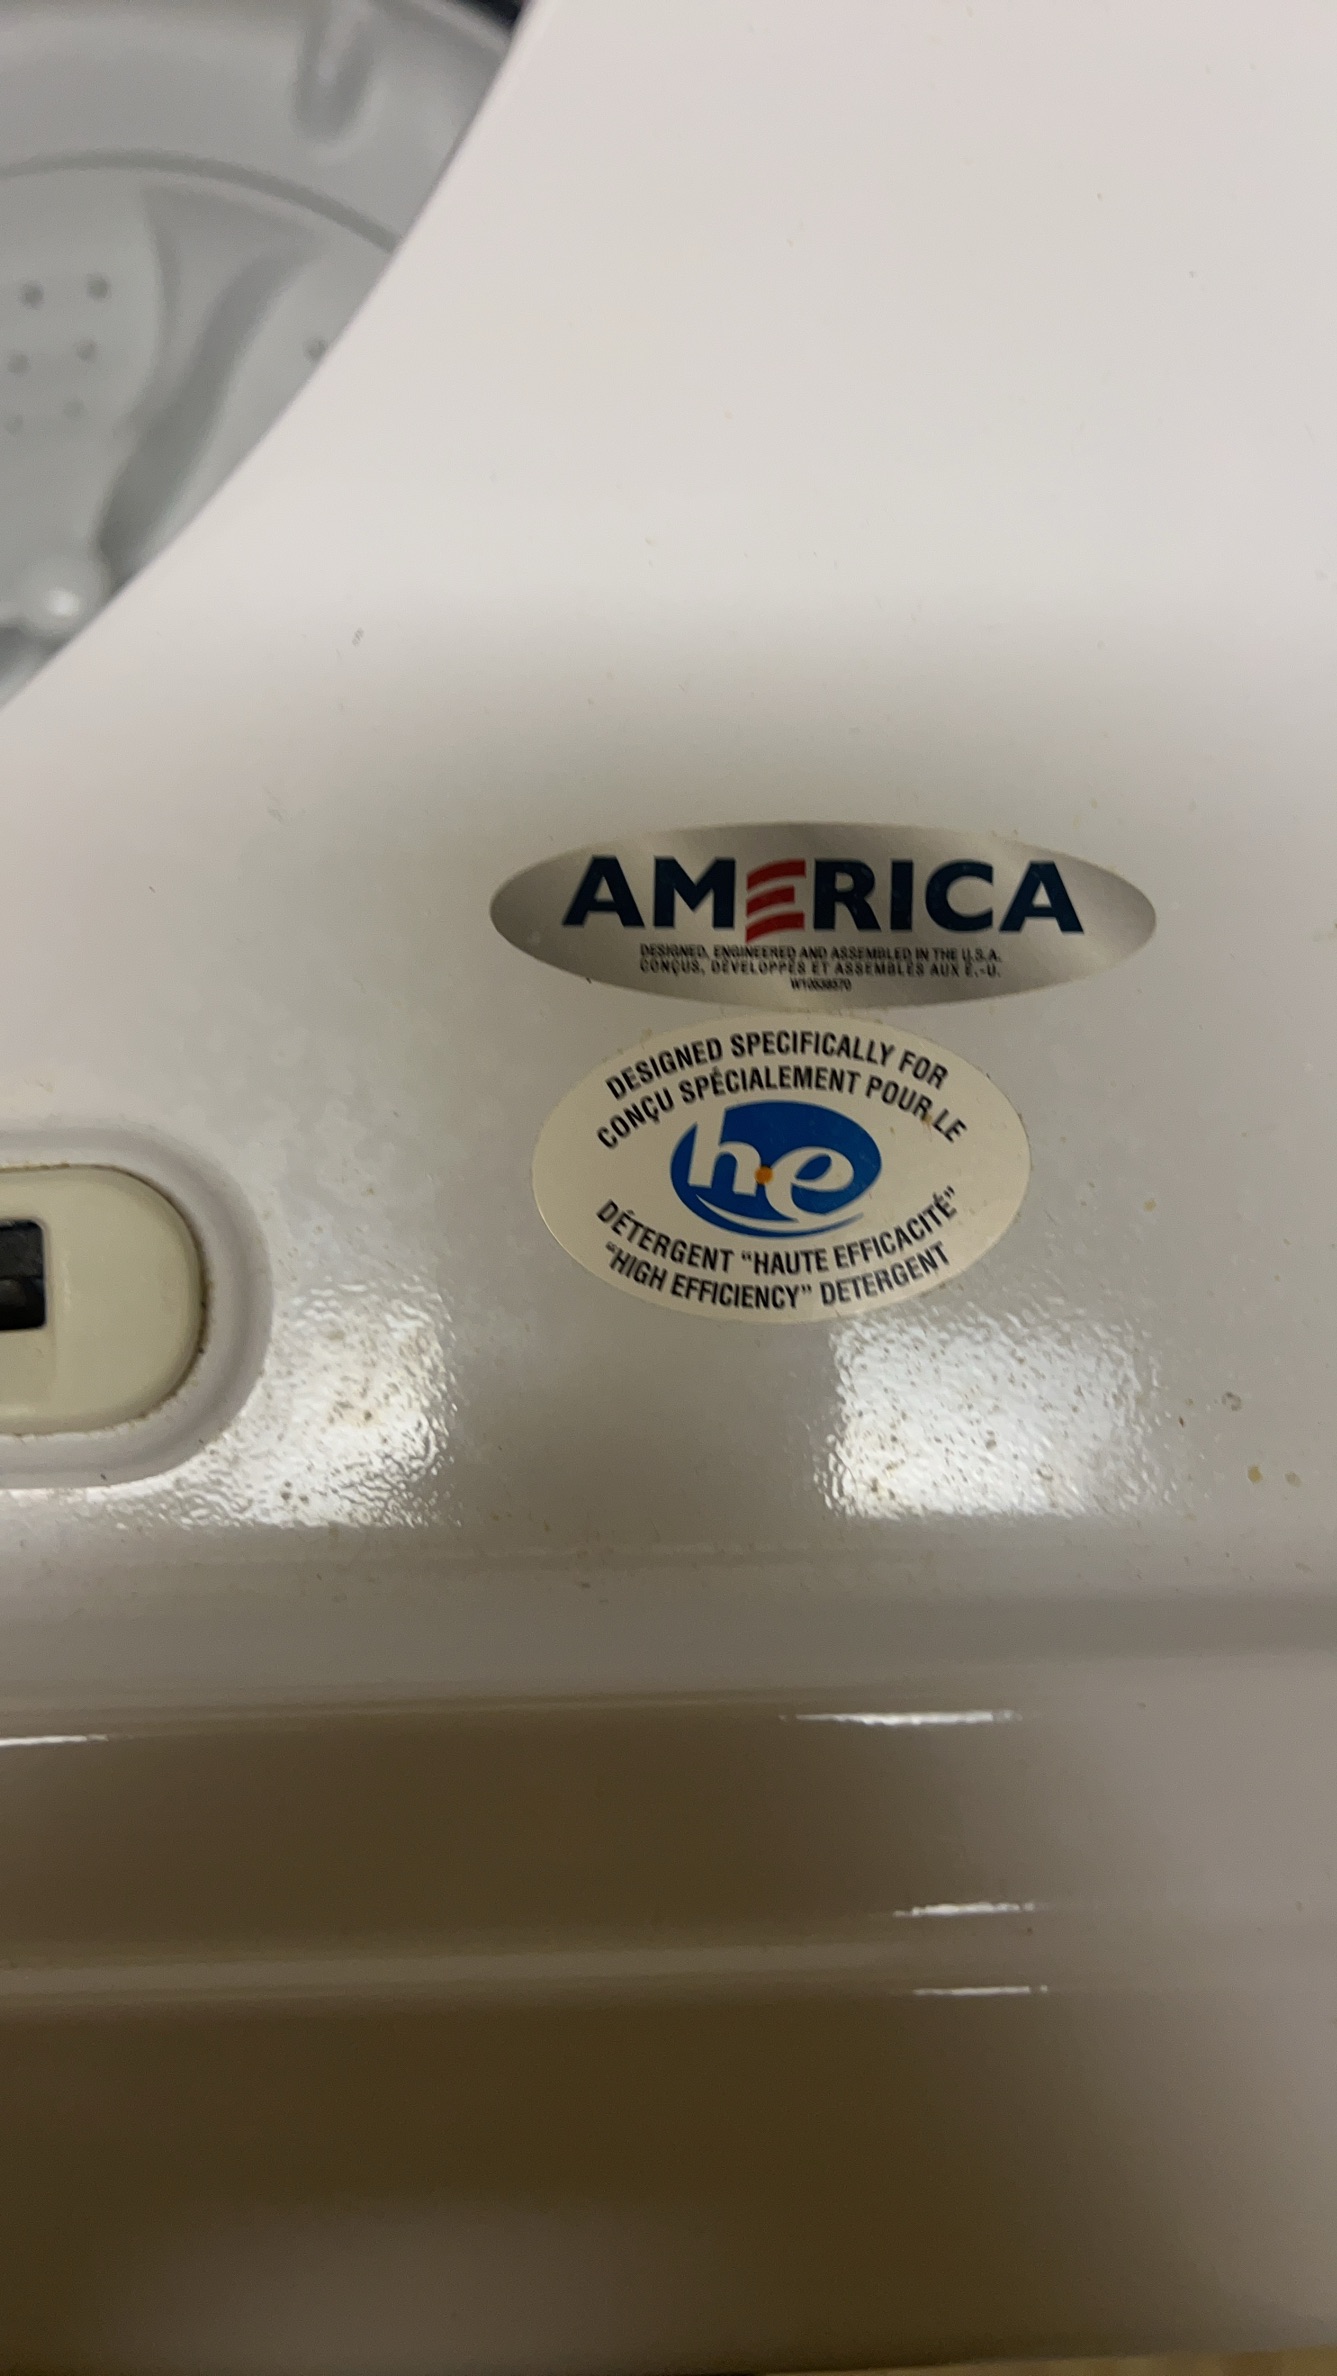 AMERICA
DESIGNED, ENGINEERED AND ASSEMBLED IN THE U.S.A.
CONÇUS, DÉVELOPPÉS ET ASSEMBLÉS AUX É.-U.
DESIGNED SPECIFICALLY FOR
CONÇU SPÉCIALEMENT POUR LE
he
DÉTERGENT “HAUTE EFFICACITÉ”
“HIGH EFFICIENCY” DETERGENT